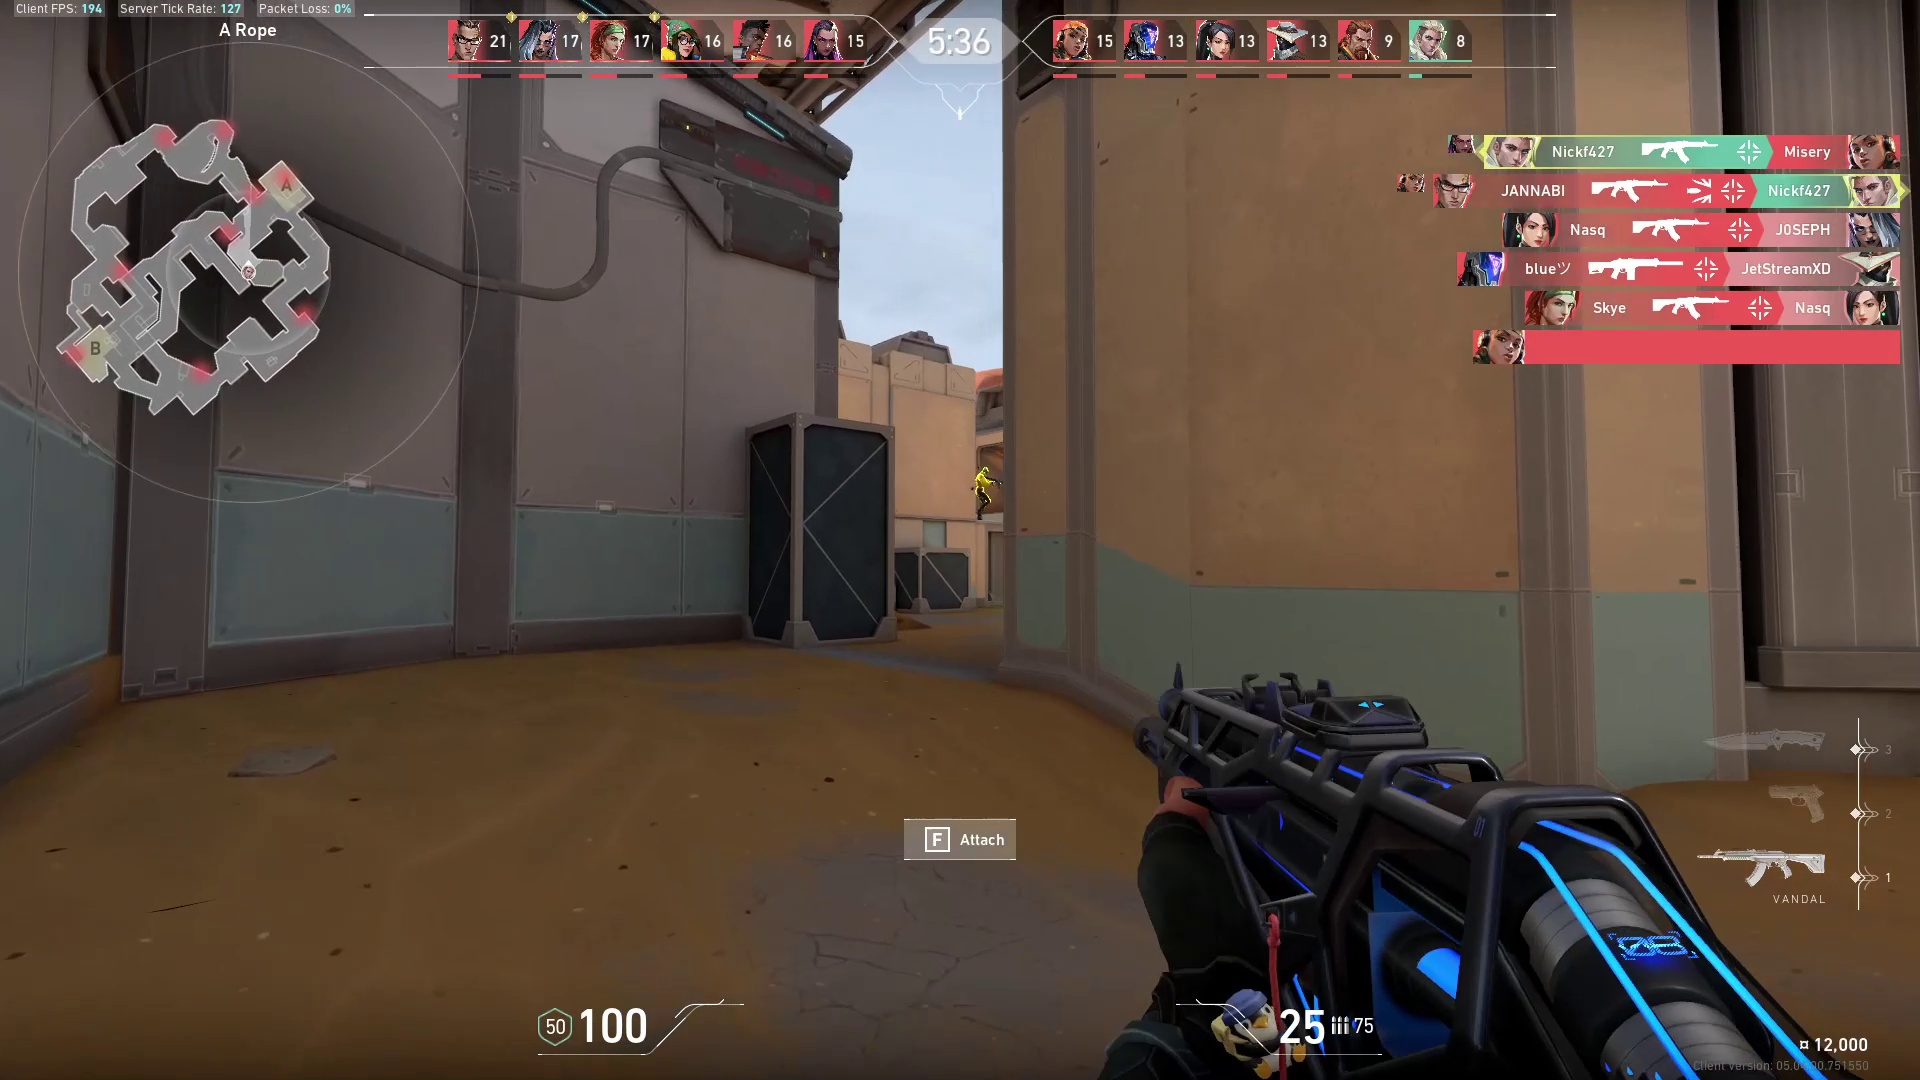 Client FPS: 194 Server Tick Rate: 127 Packet Loss: 0%
A Rope
21 17 17 16 16 15 5:36 15 13 13 13 9 8
A
B
Nickf427 Misery
JANNABI Nickf427
Nasq J0SEPH
blueツ JetStreamXD
Skye Nasq
3
2
1
VANDAL
F Attach
50 100
25 75
¤ 12,000